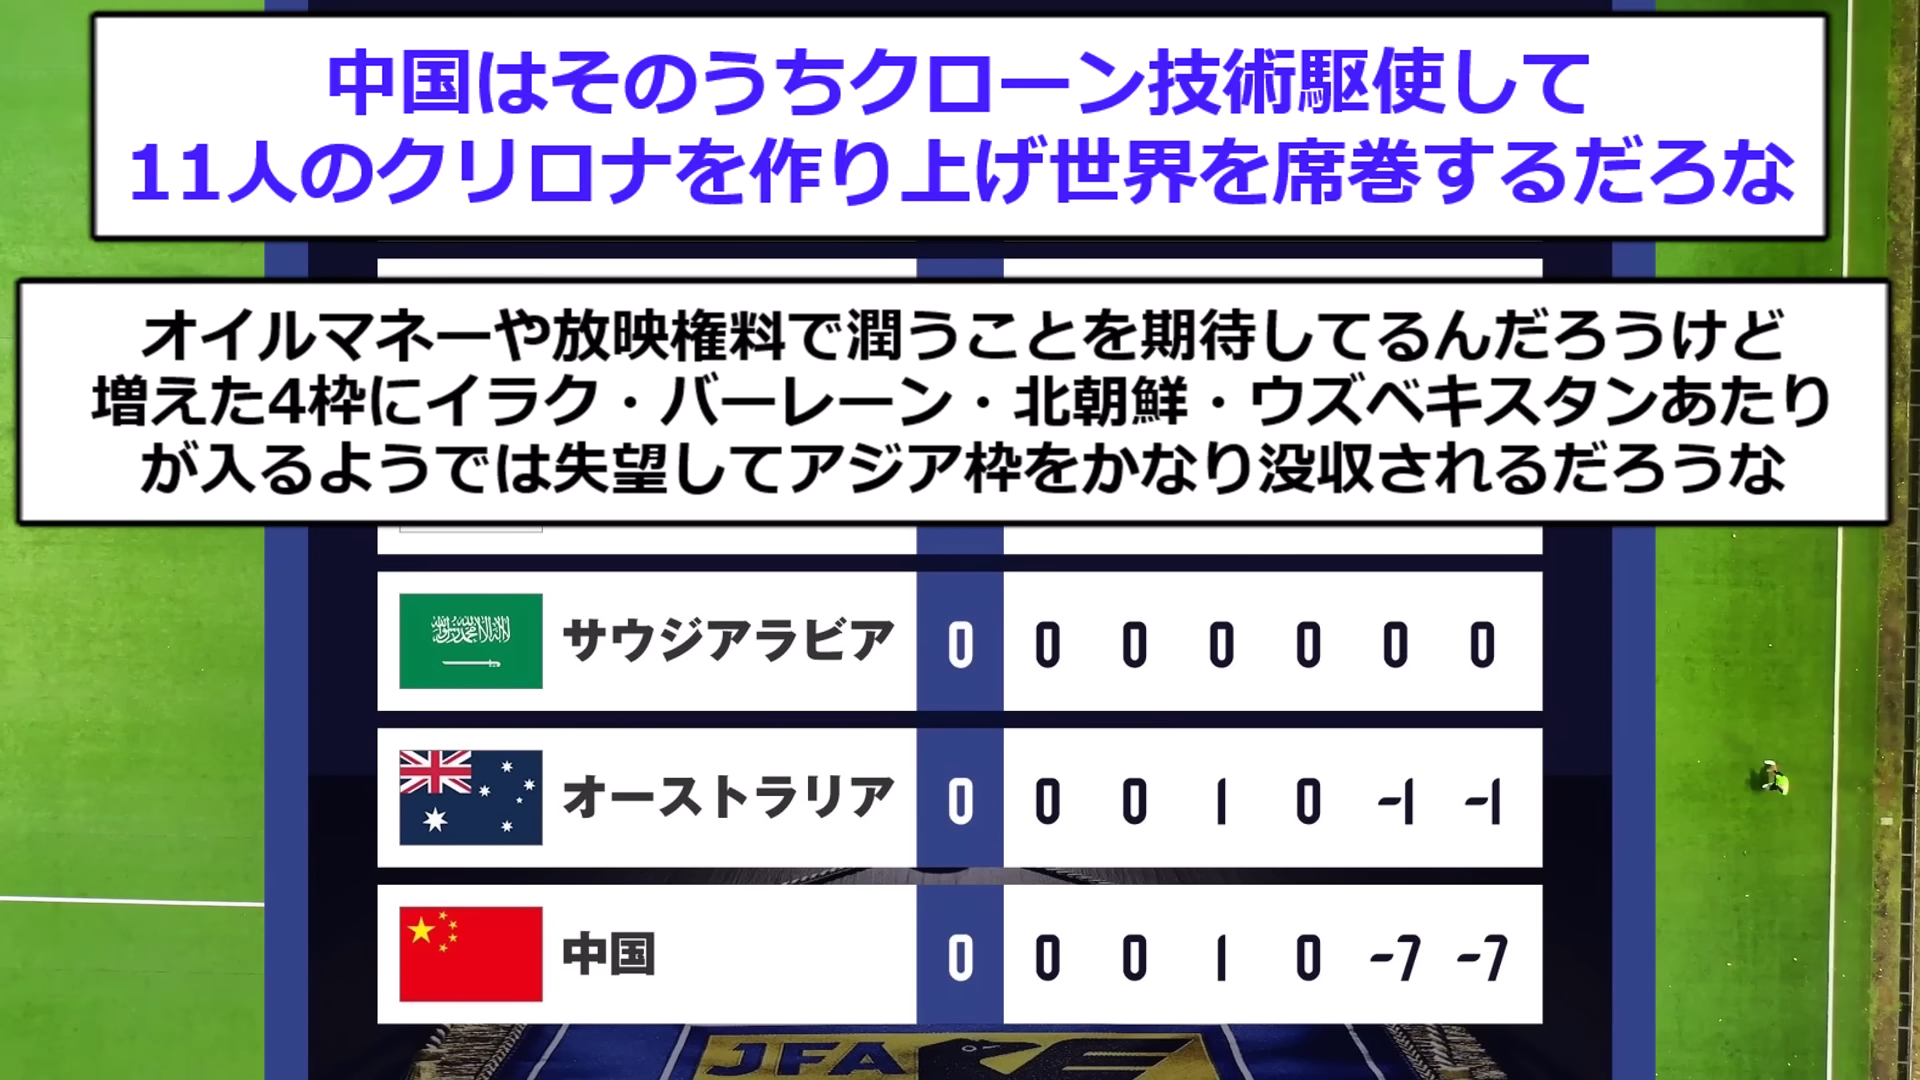 中国はそのうちクローン技術駆使して
11人のクリロナを作り上げ世界を席巻するだろな
オイルマネーや放映権料で潤うことを期待してるんだろうけど
増えた4枠にイラク・バーレーン・北朝鮮・ウズベキスタンあたり
が入るようでは失望してアジア枠をかなり没収されるだろうな
サウジアラビア 0 0 0 0 0 0 0
オーストラリア 0 0 0 1 0 -1 -1
中国 0 0 0 1 0 -7 -7
JFA